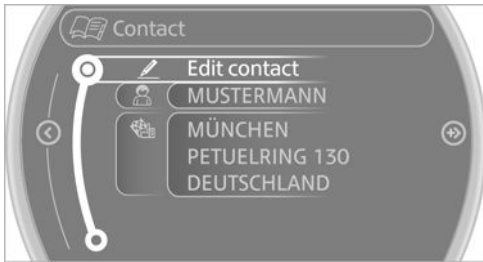 Contact
Edit contact
MUSTERMANN
MÜNCHEN
PETUELRING 130
DEUTSCHLAND